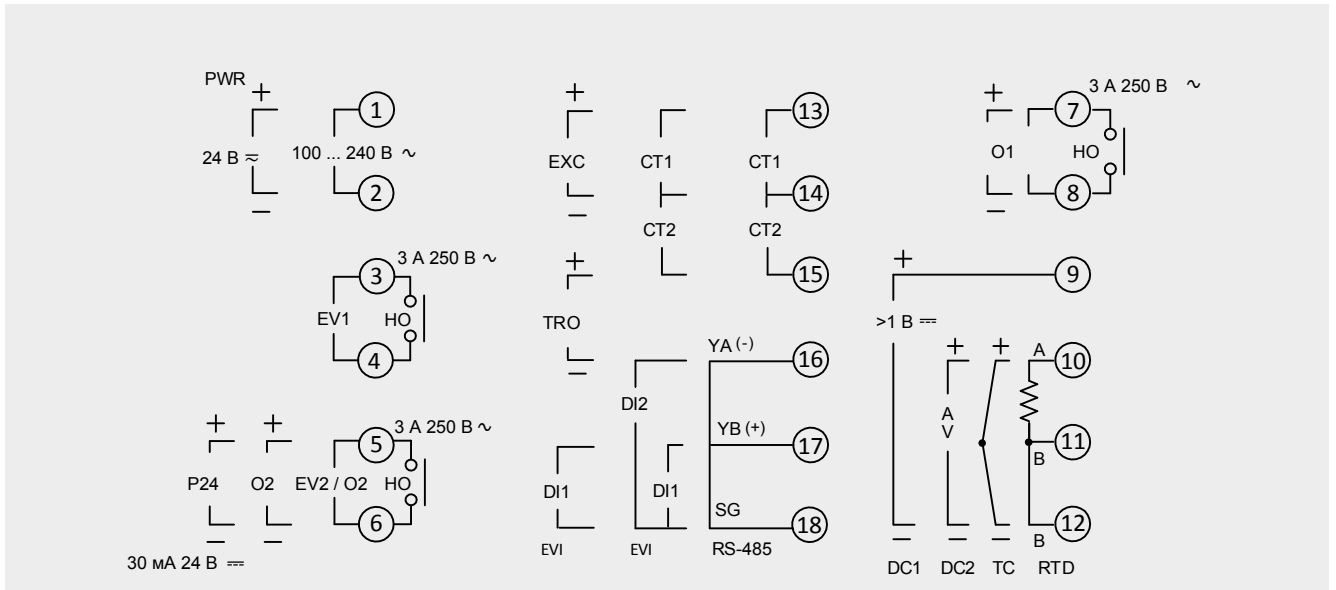 PWR
+ + + 3 А 250 В ~
1 13 7
24 В ≂ 100 ... 240 В ~ EXC CT1 CT1 O1 НО
2 14 8
− − −
CT2 CT2
3 А 250 В ~ + +
3 15 9
EV1 НО TRO >1 В ⎓
YA (-) + + A
4 16 10
−
DI2
+ + 3 А 250 В ~ A
V
5 YB (+) 17 11
B
P24 O2 EV2 / O2 НО DI1 DI1
SG
6 18 12
− − − − − B
EVI EVI RS-485
30 мА 24 В ⎓ DC1 DC2 TC RTD